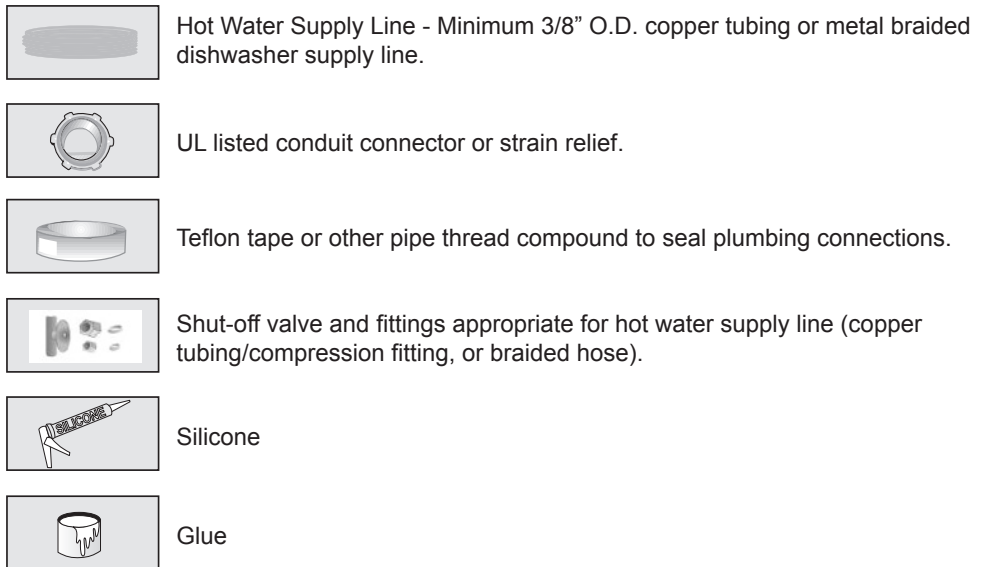 Hot Water Supply Line - Minimum 3/8” O.D. copper tubing or metal braided
dishwasher supply line.
UL listed conduit connector or strain relief.
Teflon tape or other pipe thread compound to seal plumbing connections.
Shut-off valve and fittings appropriate for hot water supply line (copper
tubing/compression fitting, or braided hose).
SILICONE
Silicone
Glue